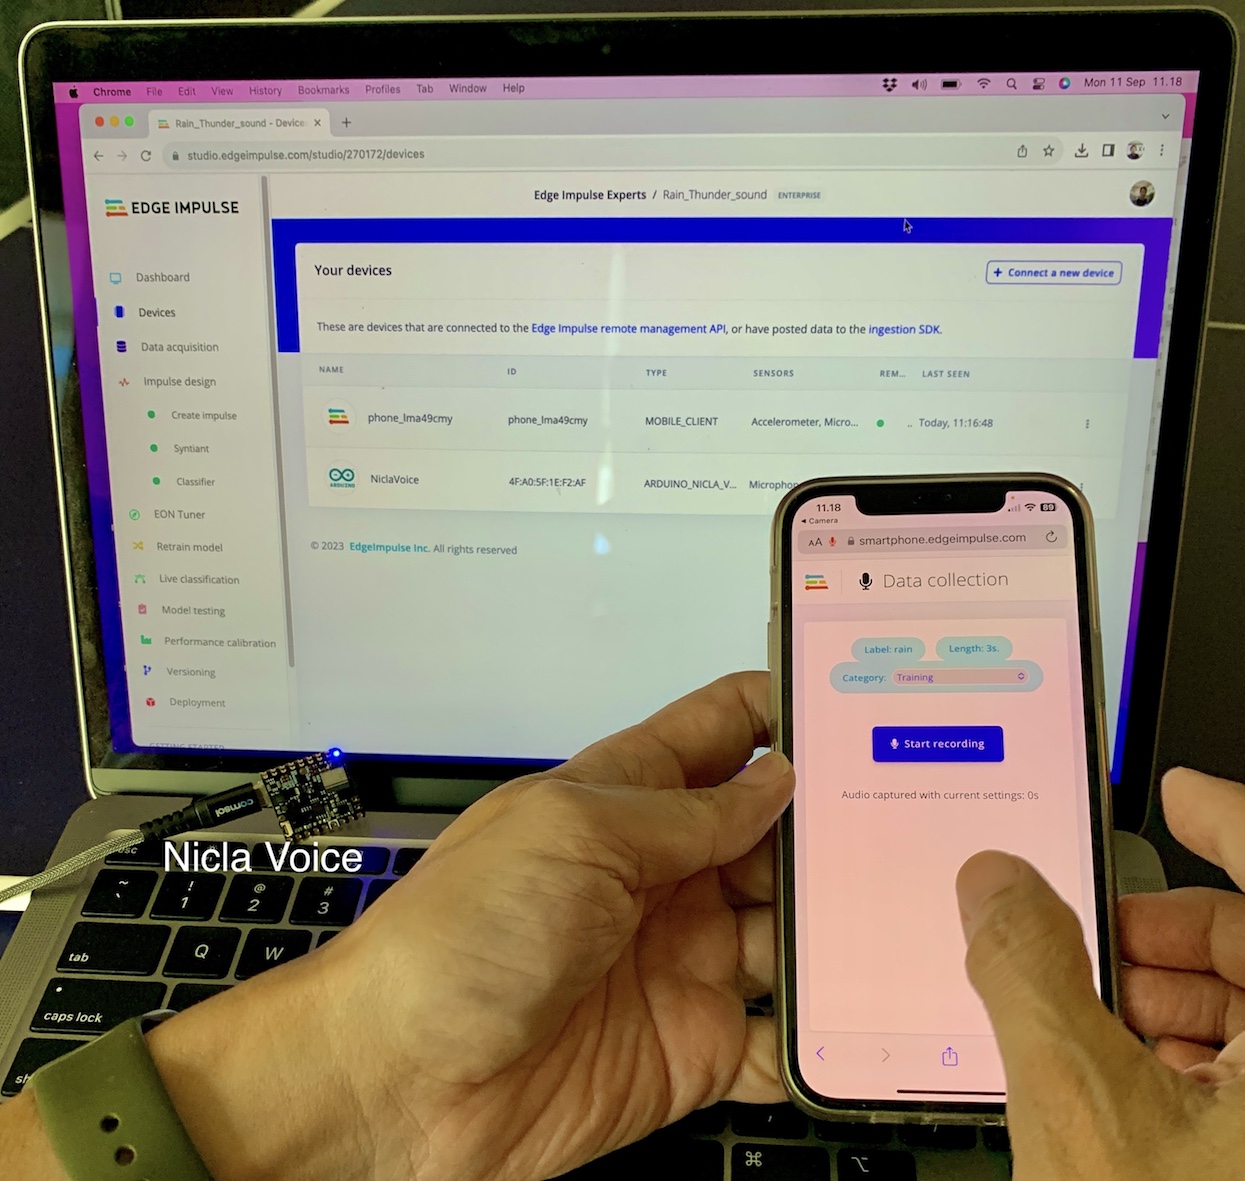 Chrome File Edit View History Bookmarks Profiles Tab Window Help Mon 11 Sep 11.18
Rain_Thunder_sound - Device
studio.edgeimpulse.com/studio/270172/devices
EDGE IMPULSE
Edge Impulse Experts / Rain_Thunder_sound ENTERPRISE
Dashboard
Devices
Data acquisition
Impulse design
Create impulse
Syntiant
Classifier
EON Tuner
Retrain model
Live classification
Model testing
Performance calibration
Versioning
Deployment
GETTING STARTED
Your devices
+ Connect a new device
These are devices that are connected to the Edge Impulse remote management API, or have posted data to the ingestion SDK.
NAME ID TYPE SENSORS REM... LAST SEEN
phone_lma49cmy phone_lma49cmy MOBILE_CLIENT Accelerometer, Micro... .. Today, 11:16:48
ARDUINO NiclaVoice 4F:A0:5F:1E:F2:AF ARDUINO_NICLA_V... Microphon
© 2023 EdgeImpulse Inc. All rights reserved
11.18 89
Camera
AA smartphone.edgeimpulse.com
Data collection
Label: rain Length: 3s.
Category: Training
Start recording
Audio captured with current settings: 0s
comsol
Nicla Voice
esc
~ ` ! 1 @ 2 # 3
tab Q W
caps lock
sh
⌘ ⌥